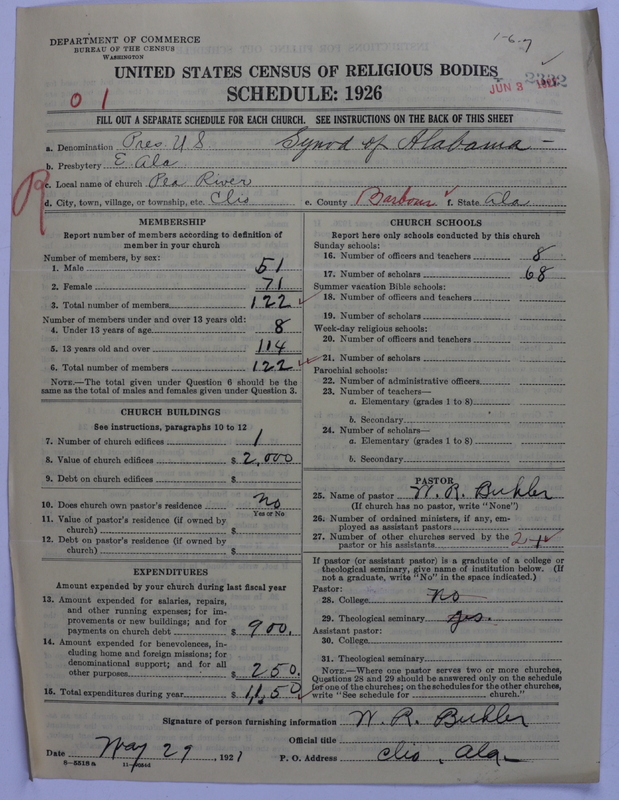 DEPARTMENT OF COMMERCE
BUREAU OF THE CENSUS
WASHINGTON
1-6-7
UNITED STATES CENSUS OF RELIGIOUS BODIES
SCHEDULE: 1926
2332
JUN 3
0 1
FILL OUT A SEPARATE SCHEDULE FOR EACH CHURCH. SEE INSTRUCTIONS ON THE BACK OF THIS SHEET
a. Denomination Pres. U S. Synod of Alabama
b. Presbytery E Ala
c. Local name of church Pea River
d. City, town, village, or township, etc. Clio e. County Barbour f. State Ala
MEMBERSHIP
Report number of members according to definition of
member in your church
Number of members, by sex:
1. Male 51
2. Female 71
3. Total number of members 122
Number of members under and over 13 years old:
4. Under 13 years of age 8
5. 13 years old and over 114
6. Total number of members 122
NOTE.—The total given under Question 6 should be the
same as the total of males and females given under Question 3.
CHURCH BUILDINGS
See instructions, paragraphs 10 to 12
7. Number of church edifices 1
8. Value of church edifices $ 2,000
9. Debt on church edifices $
10. Does church own pastor's residence No
Yes or No
11. Value of pastor's residence (if owned by
church) $
12. Debt on pastor's residence (if owned by
church) $
EXPENDITURES
Amount expended by your church during last fiscal year
13. Amount expended for salaries, repairs,
and other running expenses; for im-
provements or new buildings; and for
payments on church debt $ 900.
14. Amount expended for benevolences, in-
cluding home and foreign missions; for
denominational support; and for all
other purposes $ 250.
15. Total expenditures during year $ 1,150
CHURCH SCHOOLS
Report here only schools conducted by this church
Sunday schools:
16. Number of officers and teachers 8
17. Number of scholars 68
Summer vacation Bible schools:
18. Number of officers and teachers
19. Number of scholars
Week-day religious schools:
20. Number of officers and teachers
21. Number of scholars
Parochial schools:
22. Number of administrative officers
23. Number of teachers—
a. Elementary (grades 1 to 8)
b. Secondary
24. Number of scholars—
a. Elementary (grades 1 to 8)
b. Secondary
PASTOR
25. Name of pastor W. R. Buhler
(If church has no pastor, write "None")
26. Number of ordained ministers, if any, em-
ployed as assistant pastors
27. Number of other churches served by the
pastor or his assistants 2
If pastor (or assistant pastor) is a graduate of a college or
theological seminary, give name of institution below. (If
not a graduate, write "No" in the space indicated.)
Pastor:
28. College no
29. Theological seminary yes.
Assistant pastor:
30. College
31. Theological seminary
NOTE.—Where one pastor serves two or more churches,
Questions 28 and 29 should be answered only on the schedule
for one of the churches; on the schedules for the other churches,
write "See schedule for church."
Signature of person furnishing information W. R. Buhler
Official title
Date May 29, 1927 P. O. Address Clio, Ala
8-5518 a